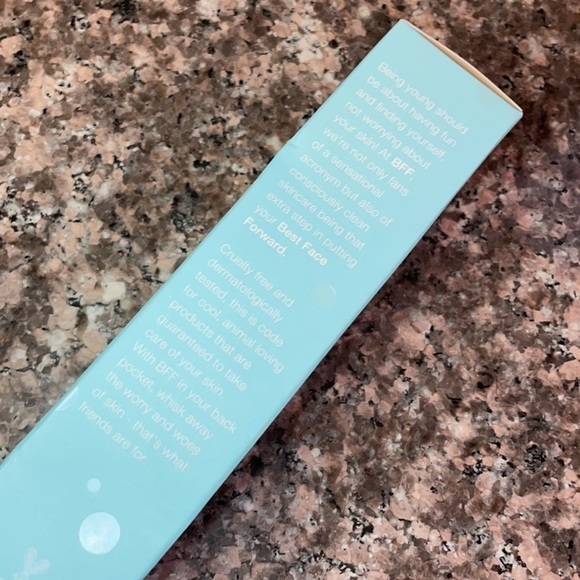 Being young should
be about having fun
and finding yourself,
not worrying about
your skin! At BFF
we're not only fans
of a sensational
acronym but also of
consciously clean
skincare being that
extra step in putting
your Best Face
Forward.
Cruelty free and
dermatologically
tested, this is code
for cool, animal loving
products that are
guaranteed to take
care of your skin.
With BFF in your back
pocket, whisk away
the worry and woes
of skin - that's what
friends are for